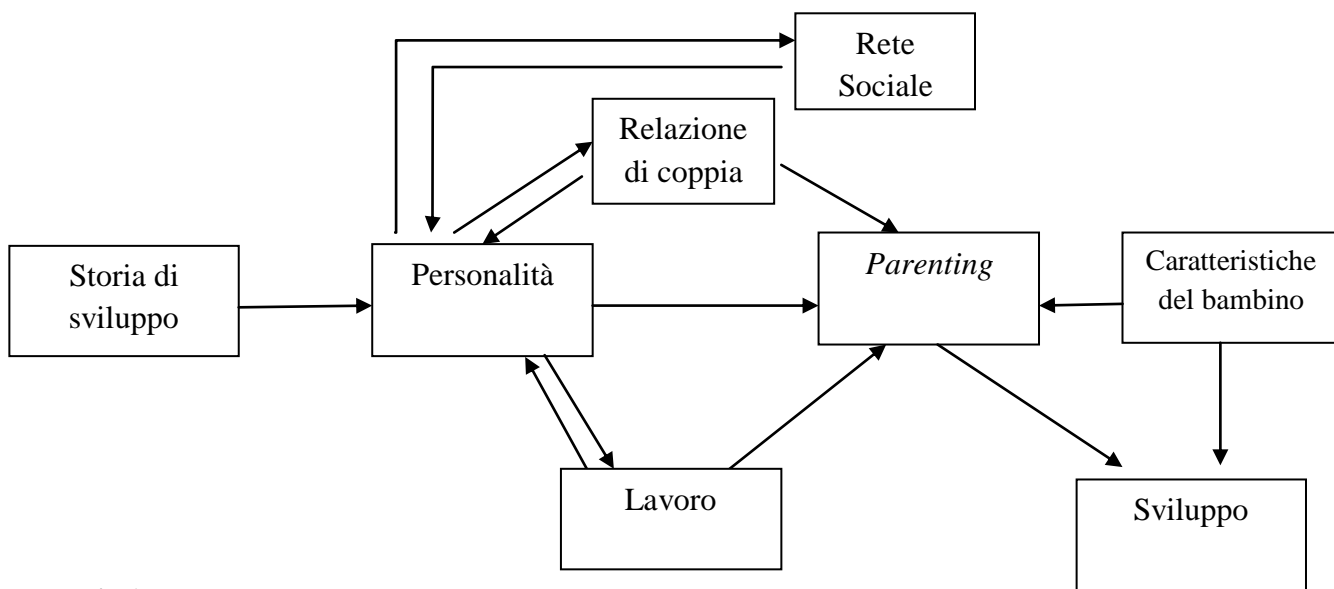 Rete
Sociale
Relazione
di coppia
Storia di
sviluppo
Personalità
Parenting
Caratteristiche
del bambino
Lavoro
Sviluppo